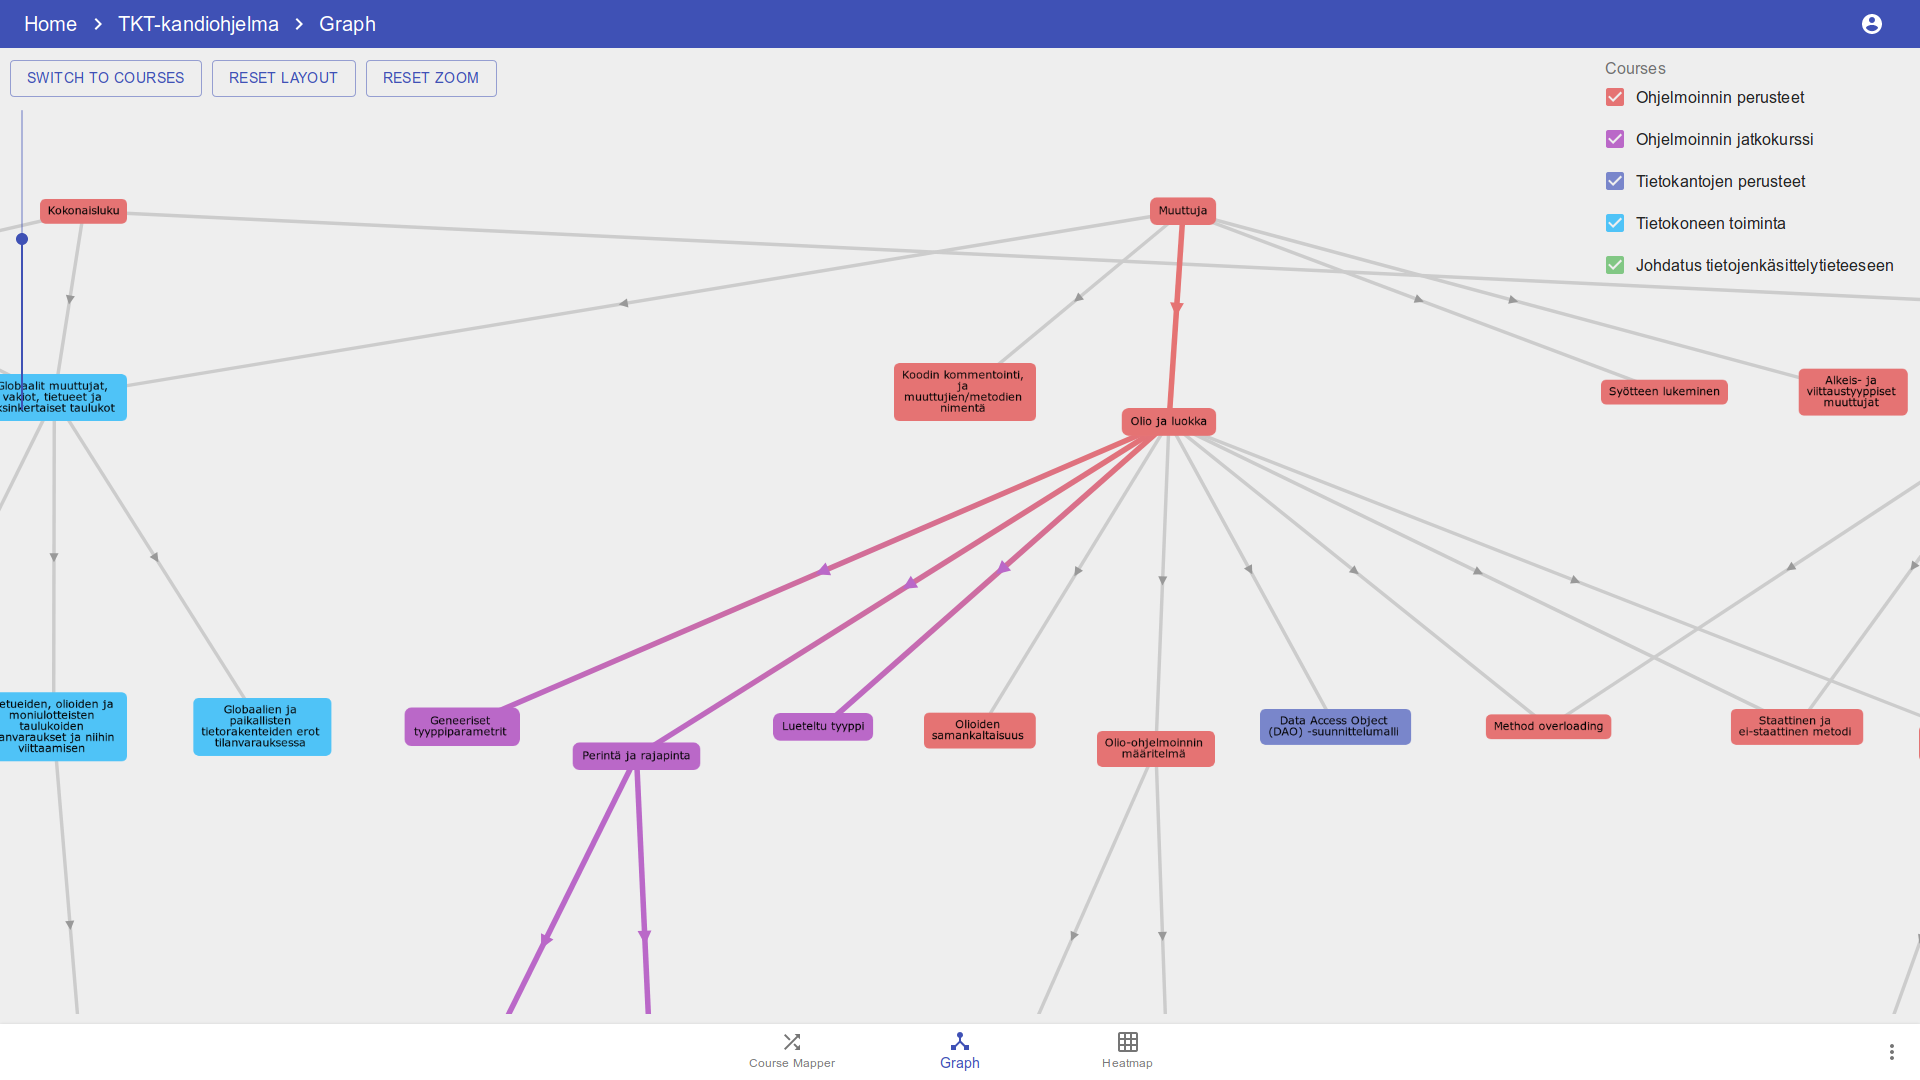 Home > TKT-kandiohjelma > Graph
SWITCH TO COURSES
RESET LAYOUT
RESET ZOOM
Courses
Ohjelmoinnin perusteet
Ohjelmoinnin jatkokurssi
Tietokantojen perusteet
Tietokoneen toiminta
Johdatus tietojenkäsittelytieteeseen
Kokonaisluku
Muuttuja
Globaalit muuttujat,
vakiot, tietueet ja
taulukot
Koodin kommentointi,
ja
muuttujien/metodien
nimentä
Olio ja luokka
Syötteen lukeminen
Alkeis- ja
viittaustyyppiset
muuttujat
olioiden ja
moniulotteisten
taulukoiden
ja niihin
viittaamisen
Globaalien ja
paikallisten
tietorakenteiden erot
tilanvarauksessa
Geneeriset
tyyppiparametrit
Perintä ja rajapinta
Lueteltu tyyppi
Olioiden
samankaltaisuus
Olio-ohjelmoinnin
määritelmä
Data Access Object
(DAO) -suunnittelumalli
Method overloading
Staattinen ja
ei-staattinen metodi
Course Mapper
Graph
Heatmap